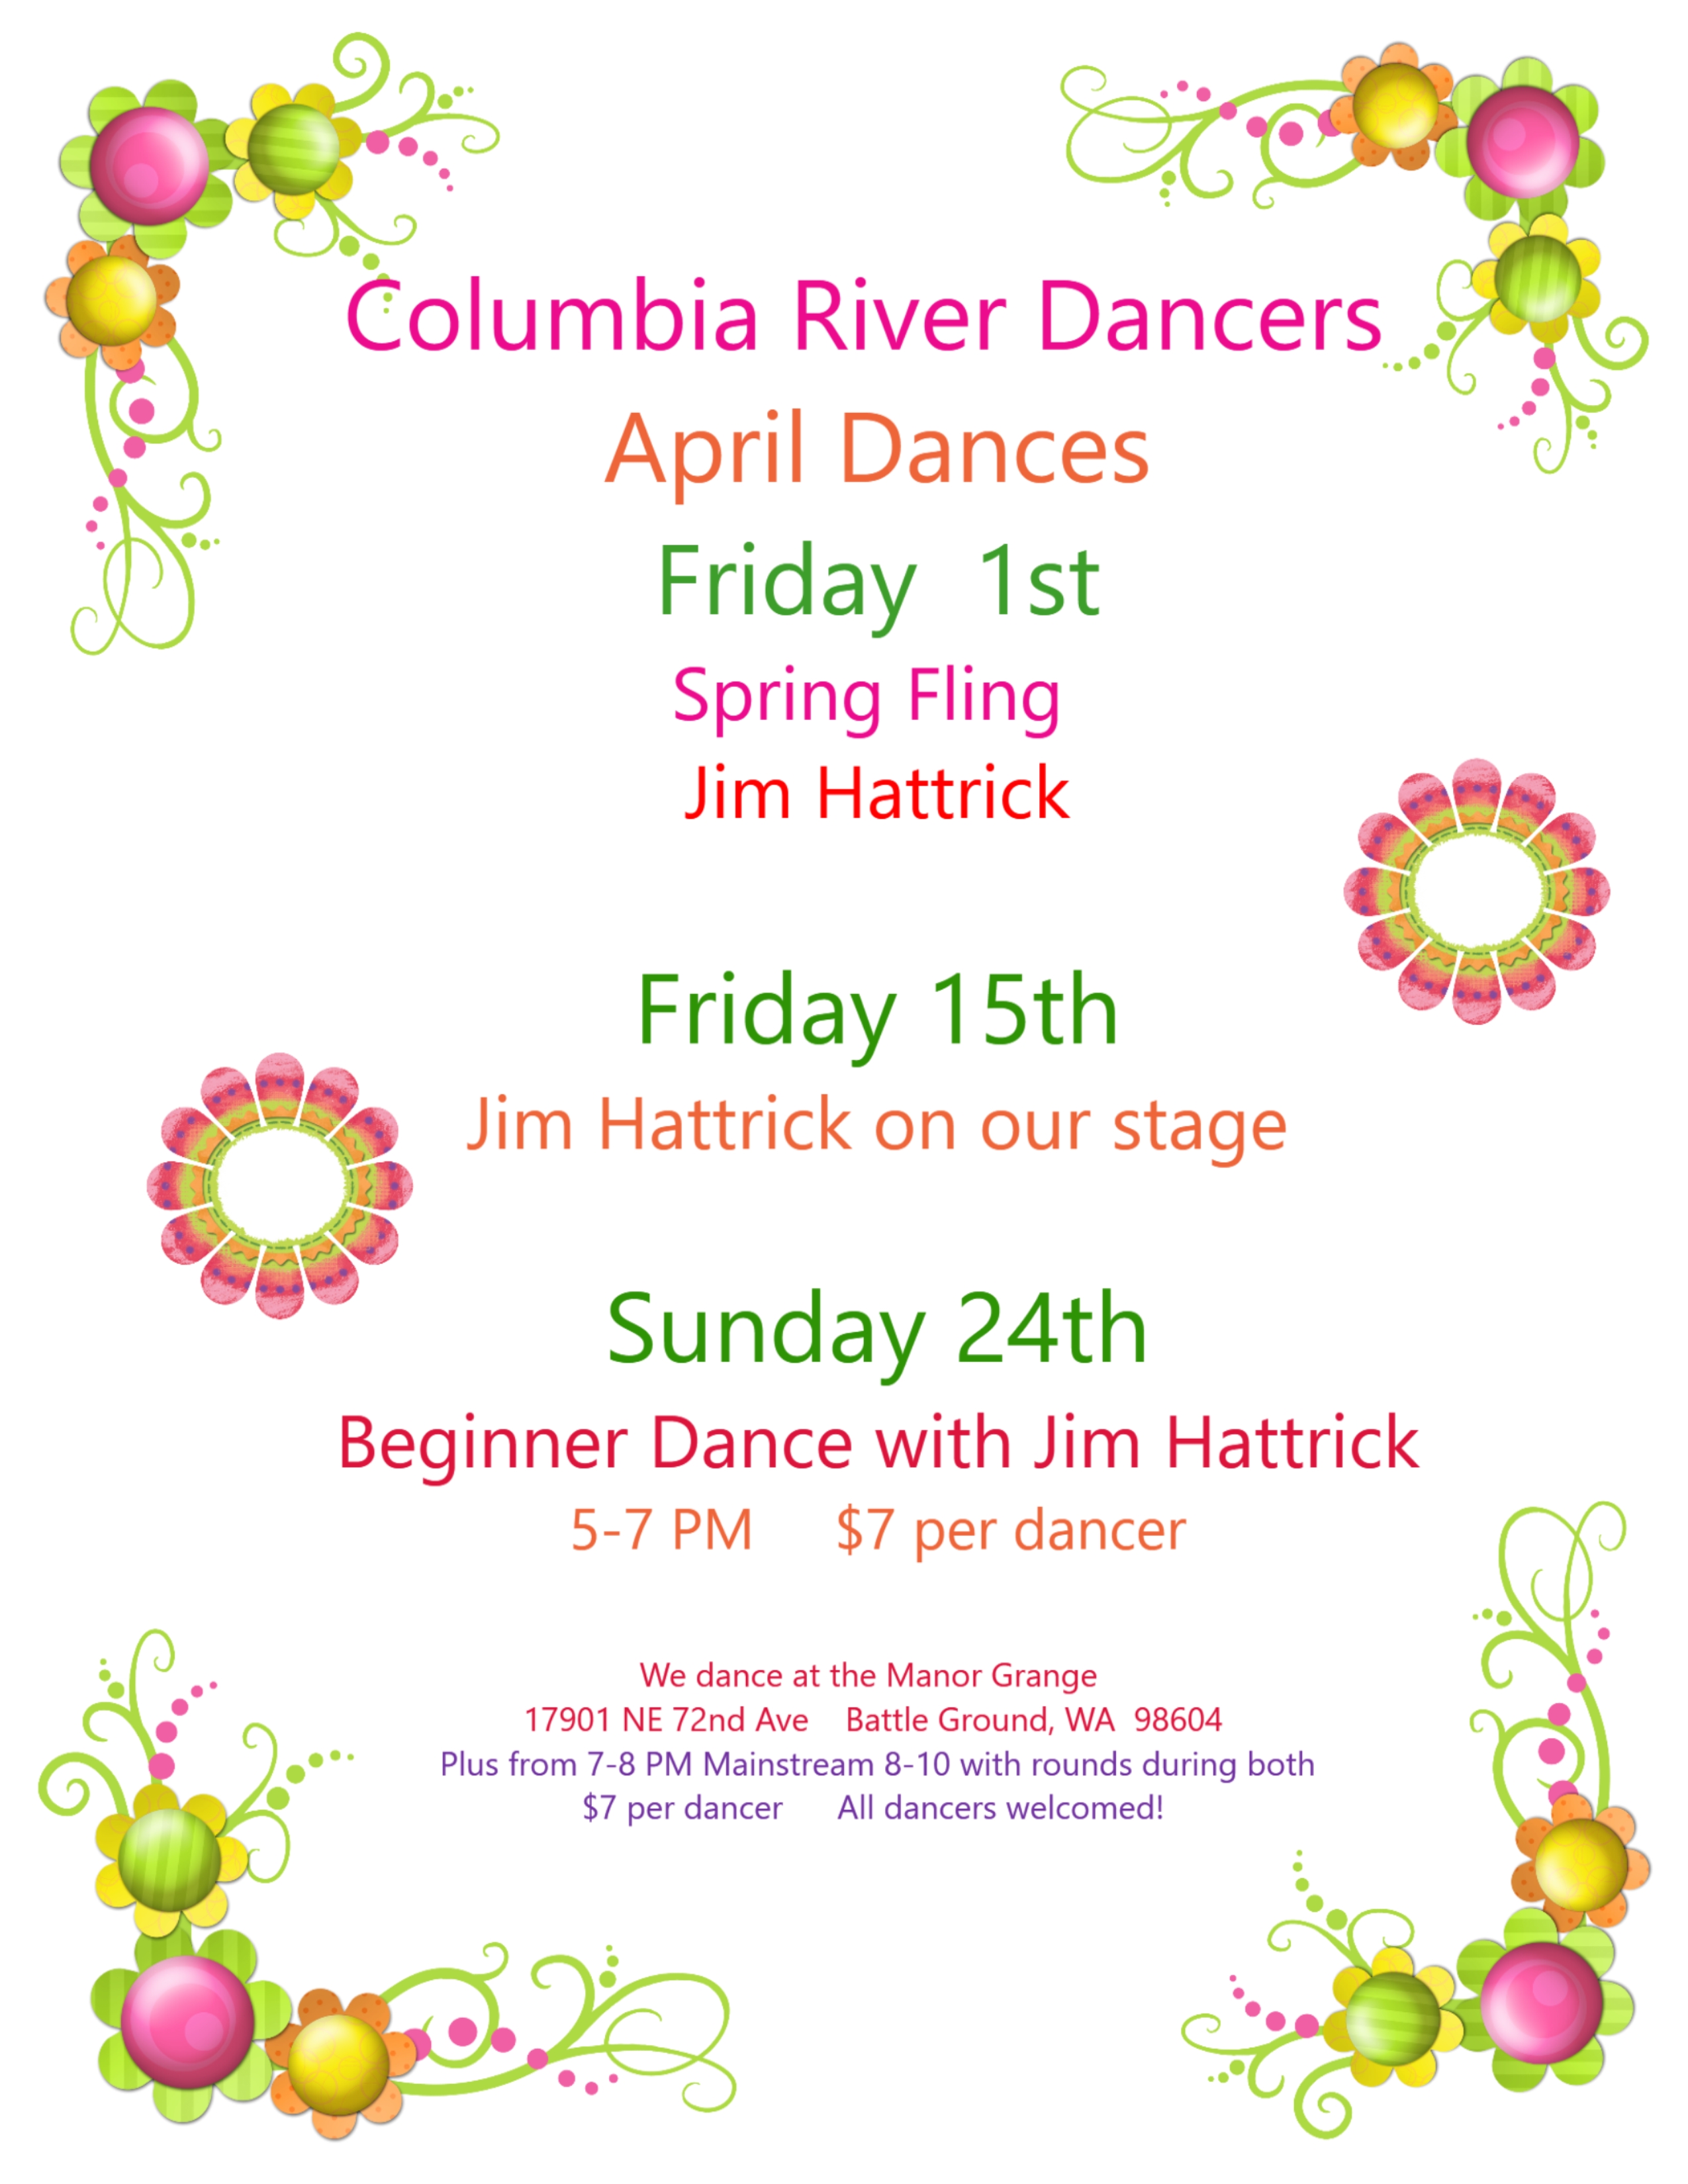 Columbia River Dancers
April Dances
Friday 1st
Spring Fling
Jim Hattrick
Friday 15th
Jim Hattrick on our stage
Sunday 24th
Beginner Dance with Jim Hattrick
5-7 PM $7 per dancer
We dance at the Manor Grange
17901 NE 72nd Ave Battle Ground, WA 98604
Plus from 7-8 PM Mainstream 8-10 with rounds during both
$7 per dancer All dancers welcomed!